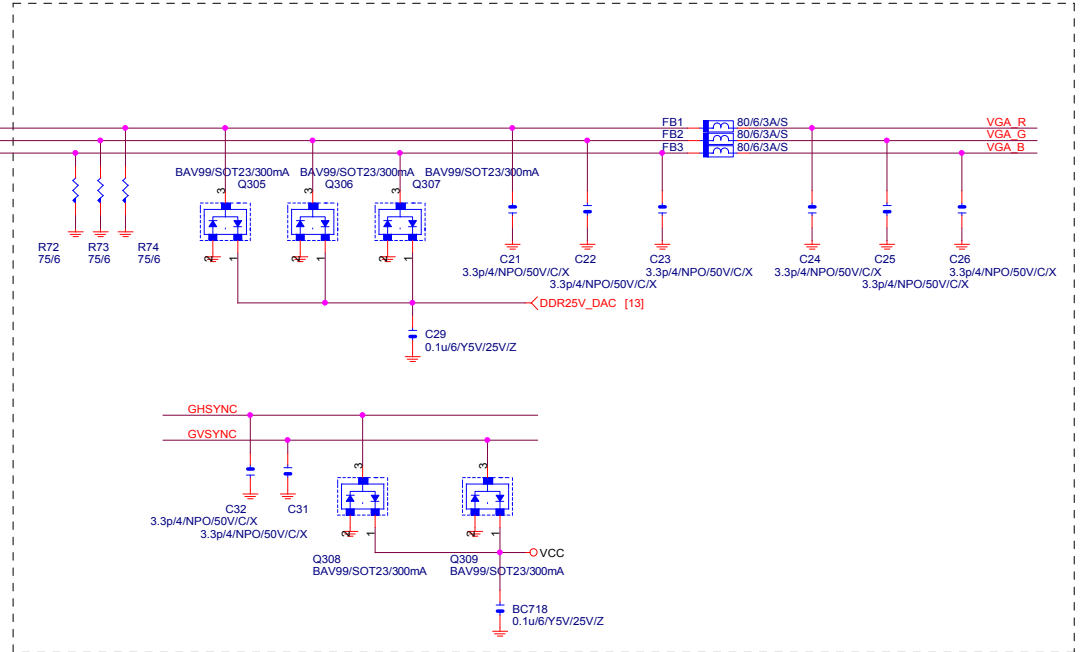 FB1 80/6/3A/S VGA_R
FB2 80/6/3A/S VGA_G
FB3 80/6/3A/S VGA_B
BAV99/SOT23/300mA BAV99/SOT23/300mA BAV99/SOT23/300mA
Q305 Q306 Q307
3 3 3
R72 R73 R74
75/6 75/6 75/6
2 1 2 1 2 1
C21 C22 C23 C24 C25 C26
3.3p/4/NPO/50V/C/X 3.3p/4/NPO/50V/C/X 3.3p/4/NPO/50V/C/X 3.3p/4/NPO/50V/C/X
3.3p/4/NPO/50V/C/X 3.3p/4/NPO/50V/C/X
DDR25V_DAC [13]
C29
0.1u/6/Y5V/25V/Z
GHSYNC
GVSYNC
3 3
C32 C31
3.3p/4/NPO/50V/C/X
3.3p/4/NPO/50V/C/X
2 1 2 1
VCC
Q308 Q309
BAV99/SOT23/300mA BAV99/SOT23/300mA
BC718
0.1u/6/Y5V/25V/Z